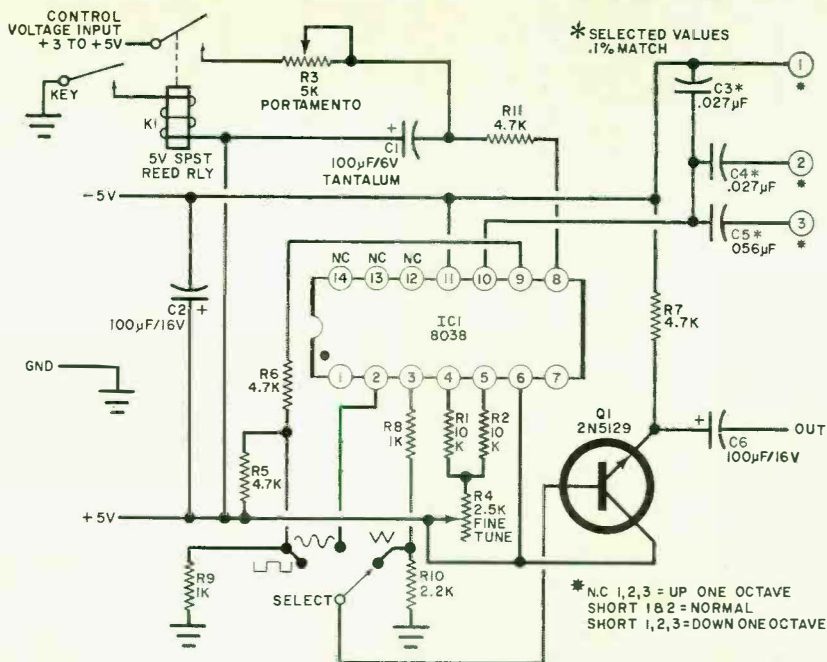 CONTROL
VOLTAGE INPUT
+3 TO +5V
KEY
K1
5V SPST
REED RLY
R3
5K
PORTAMENTO
+
C1
100µF/6V
TANTALUM
R11
4.7K
* SELECTED VALUES
.1% MATCH
C3*
.027µF
1
*
C4*
.027µF
2
*
C5*
.056µF
3
*
-5V
C2 +
100µF/16V
GND
NC NC NC
14 13 12 11 10 9 8
IC1
8038
1 2 3 4 5 6 7
R6
4.7K
R5
4.7K
R8
1K
R1
10
K
R2
10
K
R4
2.5K
FINE
TUNE
R7
4.7K
Q1
2N5129
+
C6
100µF/16V
OUT
+5V
R9
1K
SELECT
R10
2.2K
* N.C 1,2,3 = UP ONE OCTAVE
SHORT 1&2 = NORMAL
SHORT 1,2,3 = DOWN ONE OCTAVE